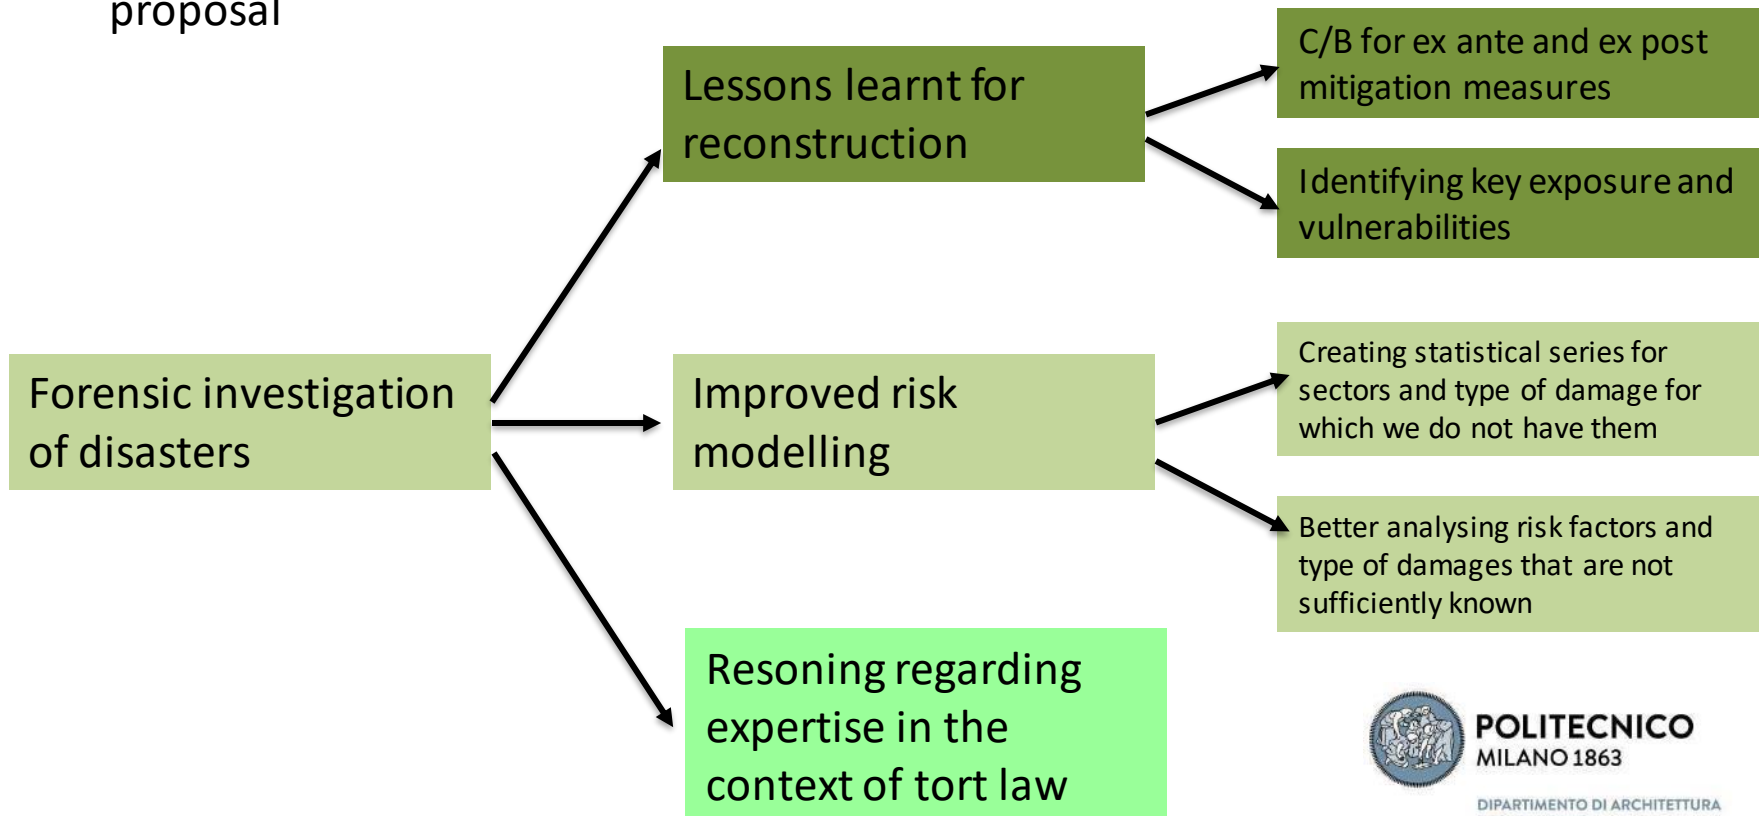 proposal
Lessons learnt for
reconstruction
C/B for ex ante and ex post
mitigation measures
Identifying key exposure and
vulnerabilities
Forensic investigation
of disasters
Improved risk
modelling
Creating statistical series for
sectors and type of damage for
which we do not have them
Better analysing risk factors and
type of damages that are not
sufficiently known
Resoning regarding
expertise in the
context of tort law
POLITECNICO
MILANO 1863
DIPARTIMENTO DI ARCHITETTURA